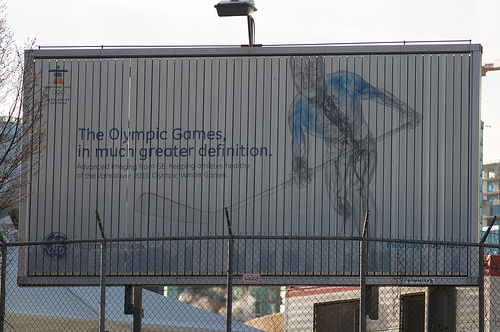 The Olympic Games,
in much greater definition.
Advanced imaging from GE, keeping athletes healthy
at the Vancouver 2010 Olympic Winter Games.